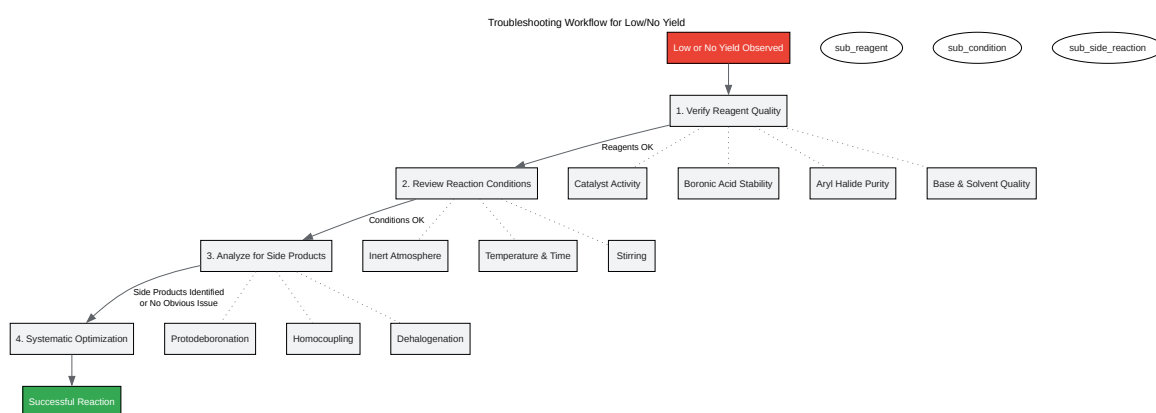 Troubleshooting Workflow for Low/No Yield
Low or No Yield Observed
sub_reagent
sub_condition
sub_side_reaction
1. Verify Reagent Quality
Reagents OK
2. Review Reaction Conditions
Catalyst Activity
Boronic Acid Stability
Aryl Halide Purity
Base & Solvent Quality
Conditions OK
3. Analyze for Side Products
Inert Atmosphere
Temperature & Time
Stirring
Side Products Identified
or No Obvious Issue
4. Systematic Optimization
Protodeboronation
Homocoupling
Dehalogenation
Successful Reaction